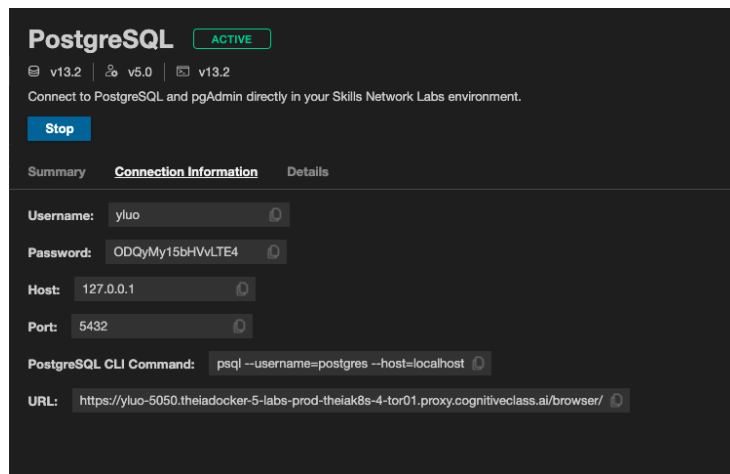 PostgreSQL ACTIVE
v13.2 v5.0 v13.2
Connect to PostgreSQL and pgAdmin directly in your Skills Network Labs environment.
Stop
Summary Connection Information Details
Username: yluo
Password: ODQyMy15bHVvLTE4
Host: 127.0.0.1
Port: 5432
PostgreSQL CLI Command: psql --username=postgres --host=localhost
URL: https://yluo-5050.theiadocker-5-labs-prod-theiak8s-4-tor01.proxy.cognitiveclass.ai/browser/